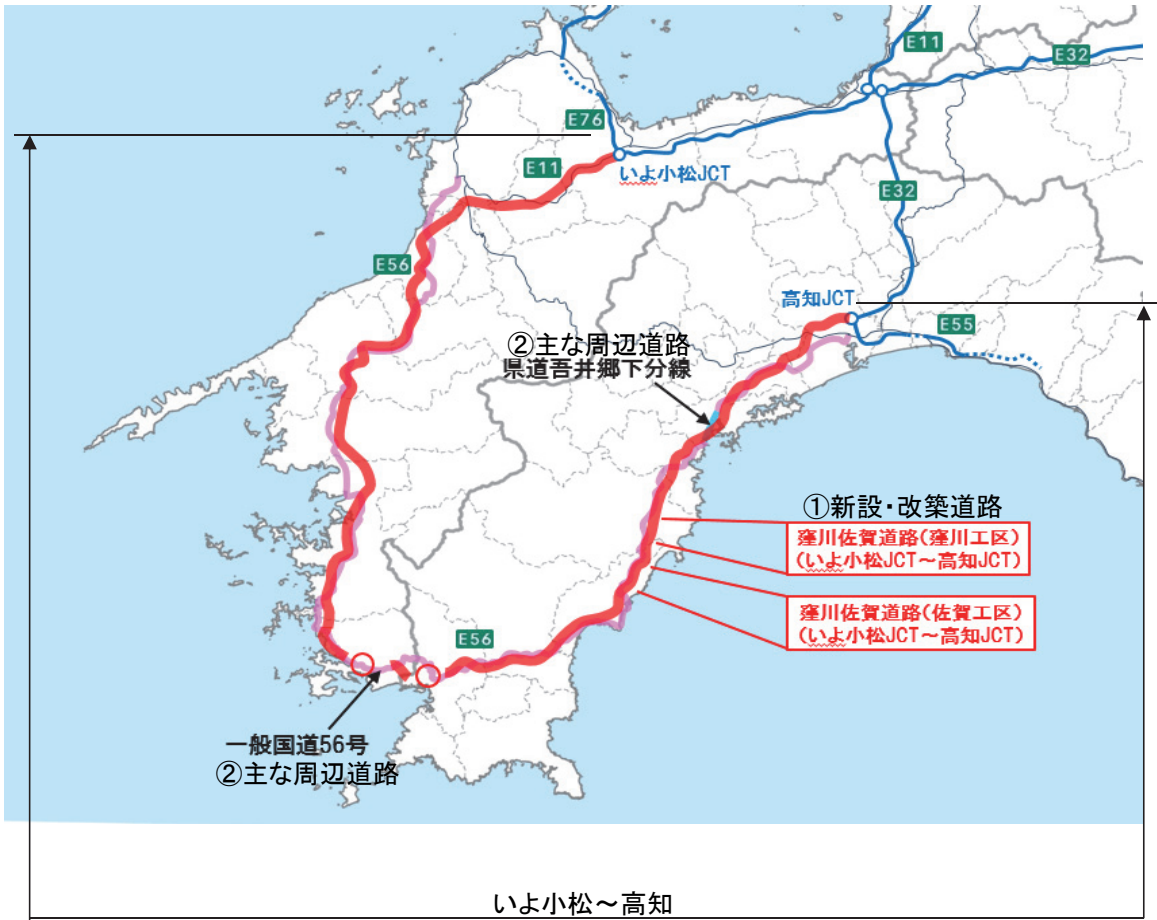 E11
E32
E76
E11
いよ小松JCT
E32
E56
高知JCT
E55
②主な周辺道路
県道吾井郷下分線
①新設・改築道路
窪川佐賀道路(窪川工区)
(いよ小松JCT~高知JCT)
窪川佐賀道路(佐賀工区)
(いよ小松JCT~高知JCT)
E56
一般国道56号
②主な周辺道路
いよ小松~高知